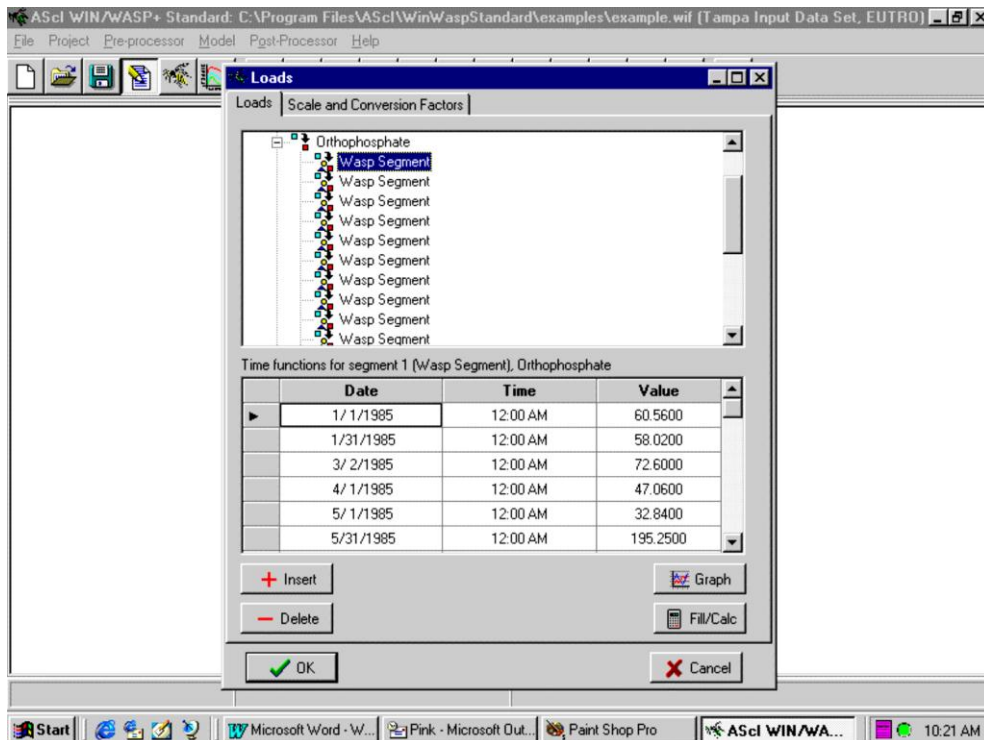 AScI WIN/WASP+ Standard: C:\Program Files\AScI\WinWaspStandard\examples\example.wif (Tampa Input Data Set, EUTRO)
File Project Pre-processor Model Post-Processor Help
Loads
Loads Scale and Conversion Factors
Orthophosphate
Wasp Segment
Wasp Segment
Wasp Segment
Wasp Segment
Wasp Segment
Wasp Segment
Wasp Segment
Wasp Segment
Wasp Segment
Wasp Segment
Time functions for segment 1 (Wasp Segment), Orthophosphate
Date Time Value
1/ 1/1985 12:00 AM 60.5600
1/31/1985 12:00 AM 58.0200
3/ 2/1985 12:00 AM 72.6000
4/ 1/1985 12:00 AM 47.0600
5/ 1/1985 12:00 AM 32.8400
5/31/1985 12:00 AM 195.2500
Insert Graph
Delete Fill/Calc
OK Cancel
Start Microsoft Word - W... Pink - Microsoft Out... Paint Shop Pro AScI WIN/WA... 10:21 AM